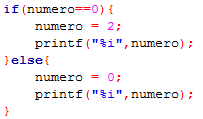 if(numero==0){
    numero = 2;
    printf("%i",numero);
}else{
    numero = 0;
    printf("%i",numero);
}